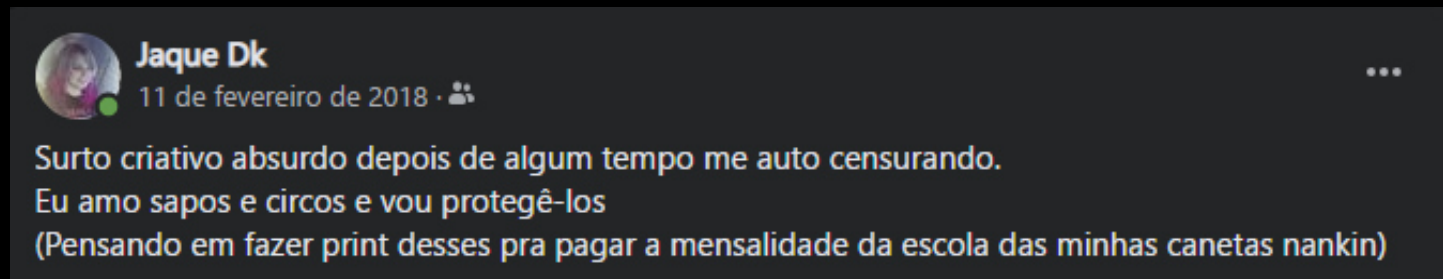 Jaque Dk
11 de fevereiro de 2018 ·
Surto criativo absurdo depois de algum tempo me auto censurando.
Eu amo sapos e circos e vou protegê-los
(Pensando em fazer print desses pra pagar a mensalidade da escola das minhas canetas nankin)